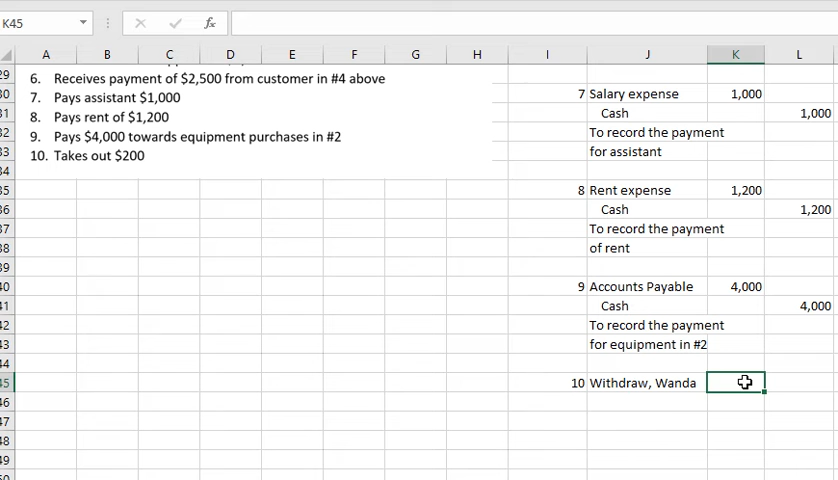 K45
fx
A B C D E F G H I J K L
29
6. Receives payment of $2,500 from customer in #4 above
30 7. Pays assistant $1,000 7 Salary expense 1,000
31 8. Pays rent of $1,200 Cash 1,000
32 9. Pays $4,000 towards equipment purchases in #2 To record the payment
33 10. Takes out $200 for assistant
34
35 8 Rent expense 1,200
36 Cash 1,200
37 To record the payment
38 of rent
39
40 9 Accounts Payable 4,000
41 Cash 4,000
42 To record the payment
43 for equipment in #2
44
45 10 Withdraw, Wanda
46
47
48
49